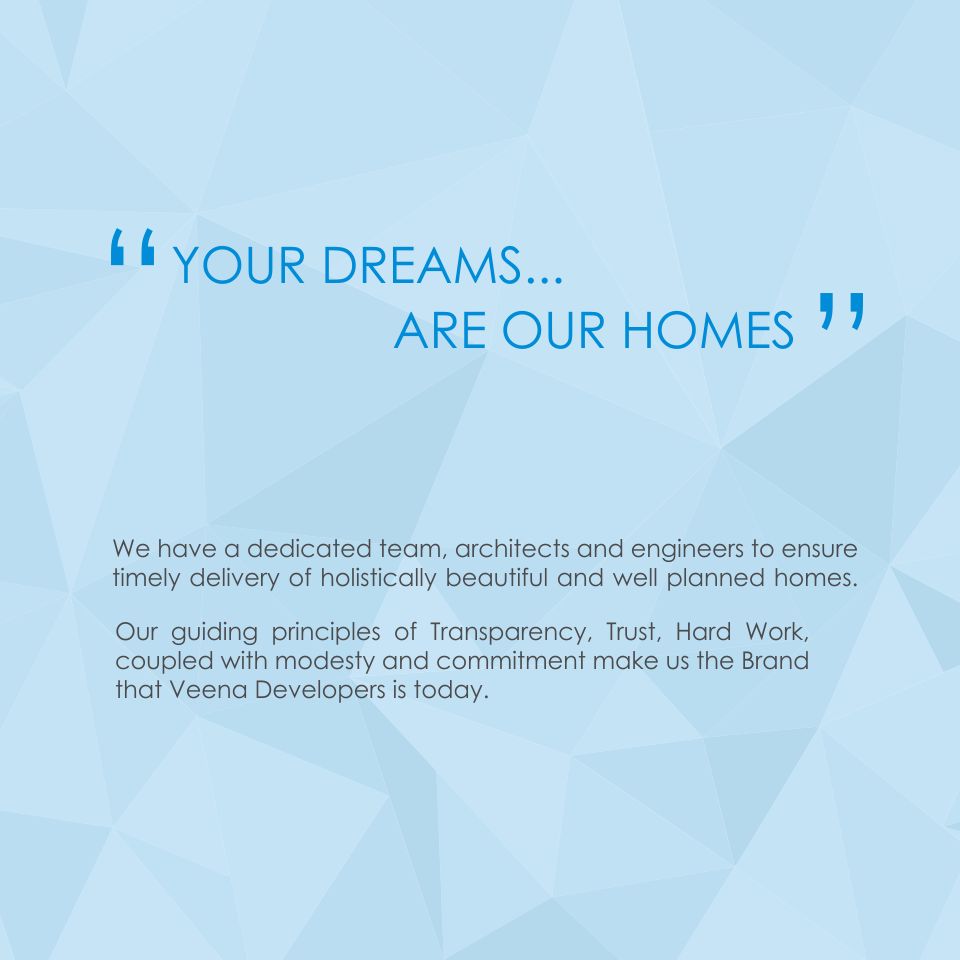 “ YOUR DREAMS...
ARE OUR HOMES ”
We have a dedicated team, architects and engineers to ensure
timely delivery of holistically beautiful and well planned homes.
Our guiding principles of Transparency, Trust, Hard Work,
coupled with modesty and commitment make us the Brand
that Veena Developers is today.